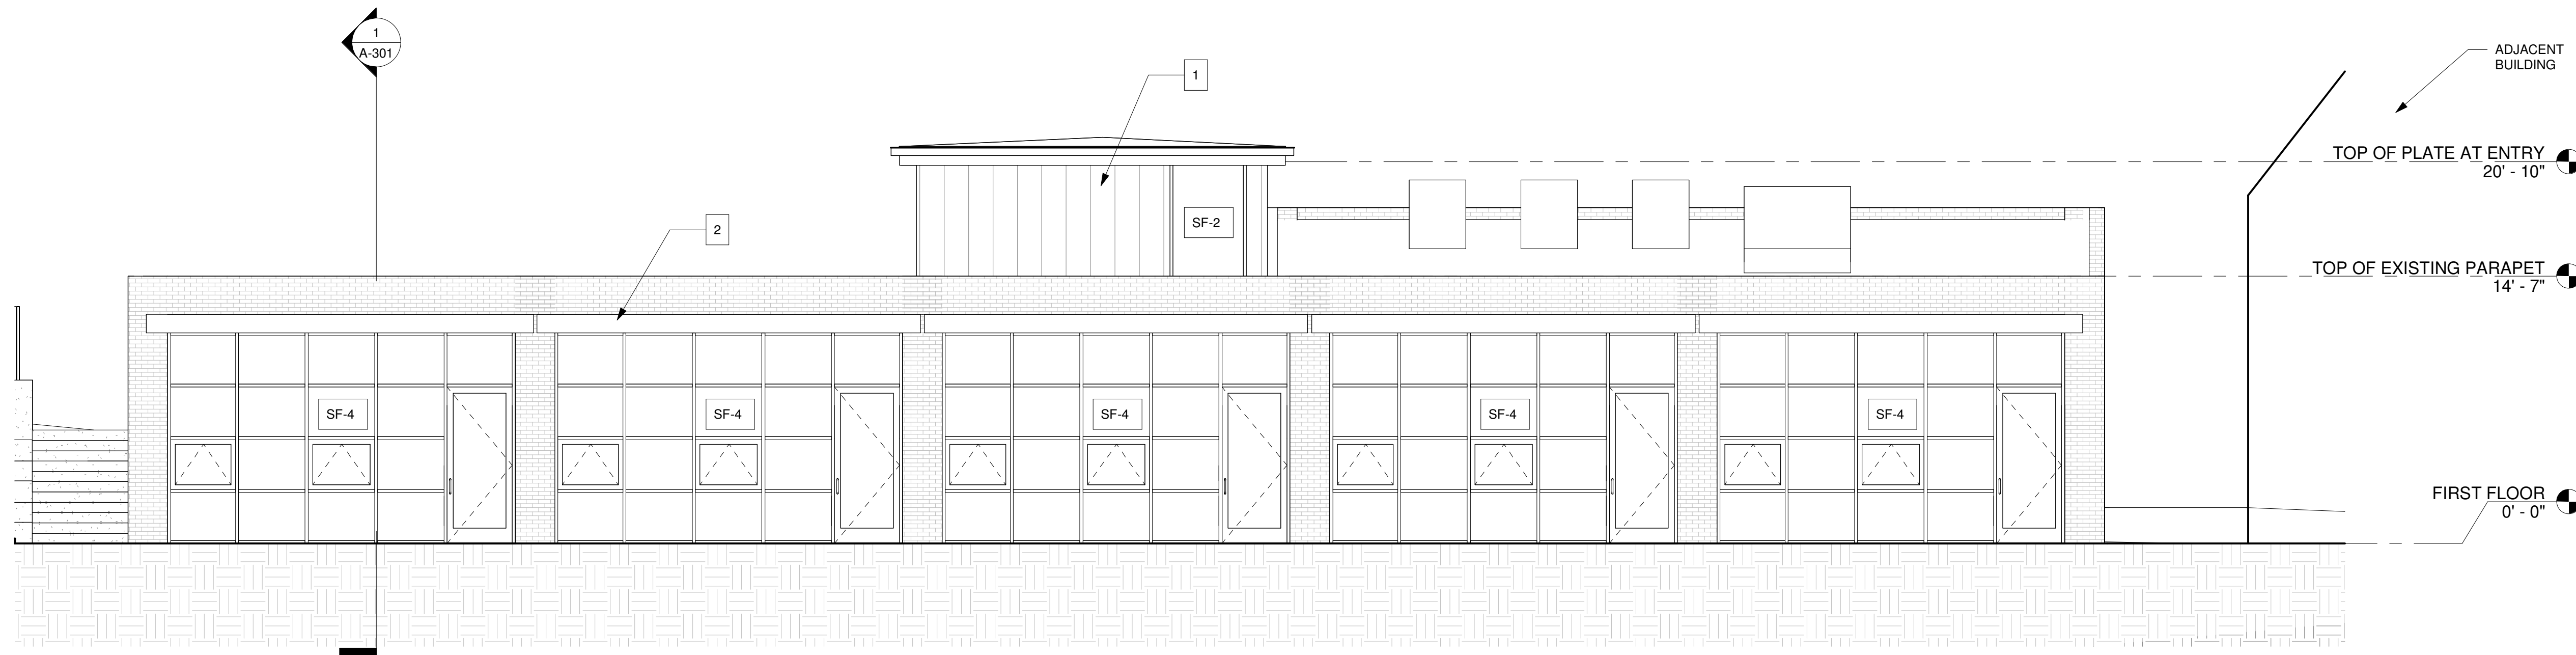 1
A-301
1
ADJACENT
BUILDING
TOP OF PLATE AT ENTRY
20' - 10"
2
SF-2
TOP OF EXISTING PARAPET
14' - 7"
SF-4
SF-4
SF-4
SF-4
SF-4
FIRST FLOOR
0' - 0"